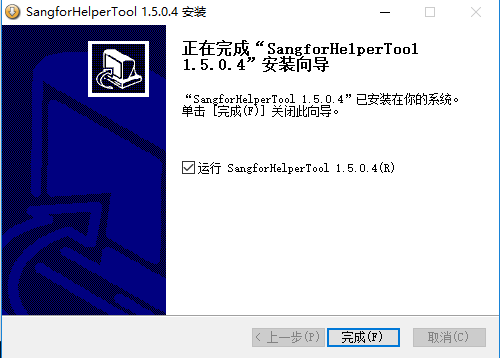 SangforHelperTool 1.5.0.4 安装
正在完成“SangforHelperTool
1.5.0.4”安装向导
“SangforHelperTool 1.5.0.4”已安装在你的系统。
单击 [完成(F)] 关闭此向导。
运行 SangforHelperTool 1.5.0.4(R)
< 上一步(P)
完成(F)
取消(C)